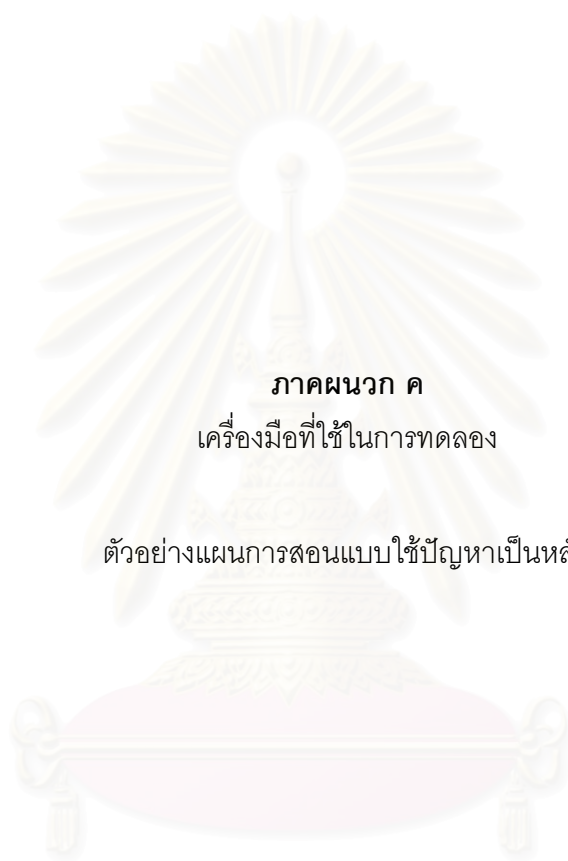 ภาคผนวก ค
เครื่องมือที่ใช้ในการทดลอง
ตัวอย่างแผนการสอนแบบใช้ปัญหาเป็น